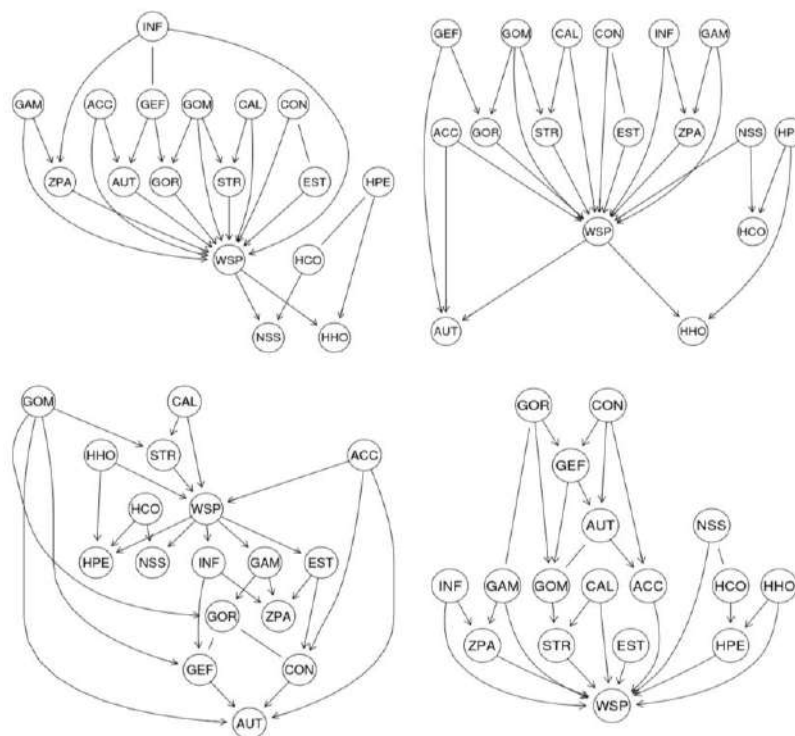 INF
GAM ACC GEF GOM CAL CON
ZPA AUT GOR STR EST HPE
WSP HCO
NSS HHO
GEF GOM CAL CON INF GAM
ACC GOR STR EST ZPA NSS HP
WSP HCO
AUT HHO
GOM CAL
HHO STR ACC
HCO WSP
HPE NSS INF GAM EST
GOR ZPA
GEF CON
AUT
GOR CON
GEF
AUT NSS
INF GAM GOM CAL ACC HCO HHO
ZPA STR EST HPE
WSP